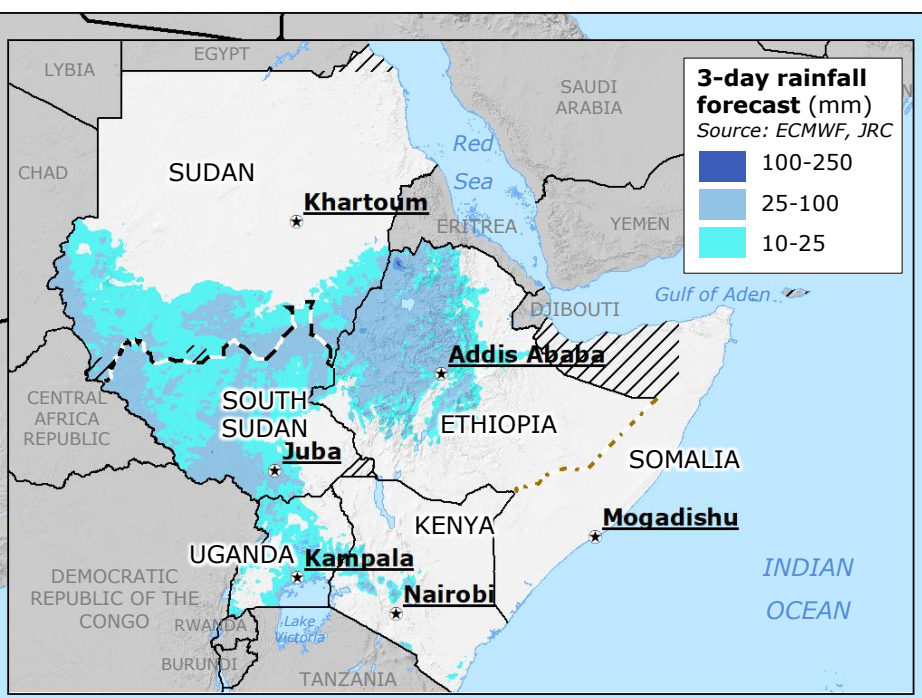 EGYPT
LYBIA
SAUDI
ARABIA
3-day rainfall
forecast (mm)
Source: ECMWF, JRC
100-250
25-100
10-25
Red
Sea
CHAD
SUDAN
Khartoum
ERITREA
YEMEN
DJIBOUTI
Gulf of Aden
Addis Ababa
CENTRAL
AFRICA
REPUBLIC
SOUTH
SUDAN
ETHIOPIA
Juba
SOMALIA
KENYA
Mogadishu
UGANDA
Kampala
INDIAN
OCEAN
DEMOCRATIC
REPUBLIC OF THE
CONGO
Nairobi
RWANDA
Lake
Victoria
BURUNDI
TANZANIA